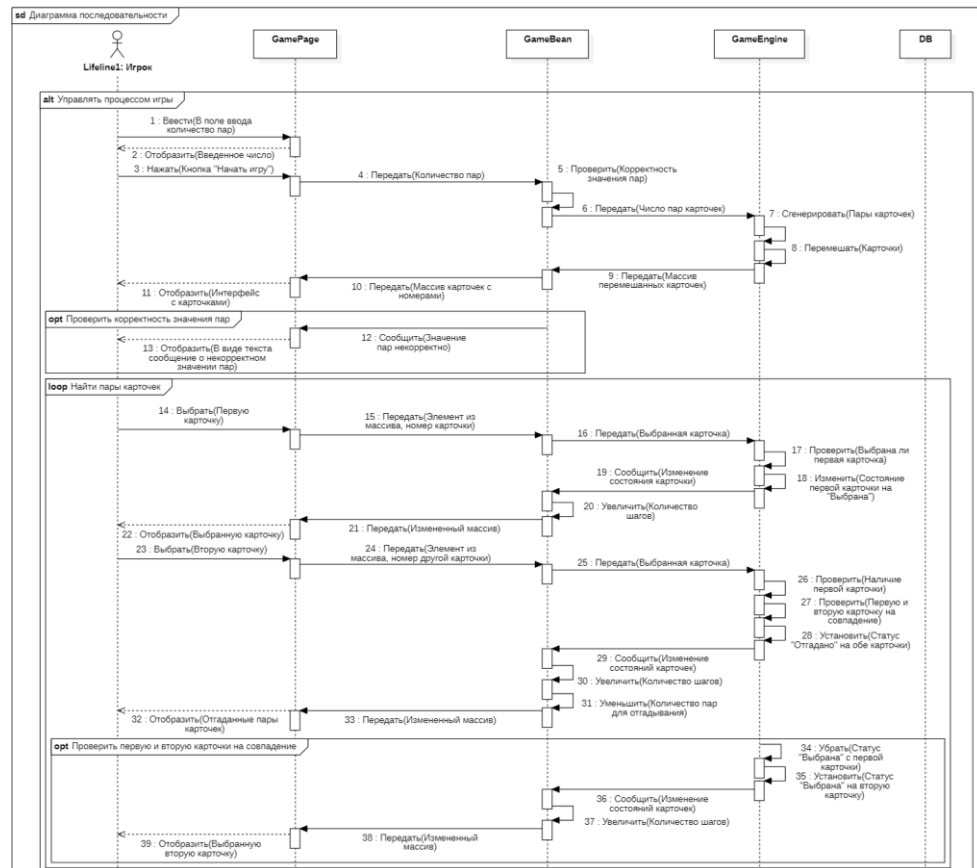 sd Диаграмма последовательности
Lifeline1: Игрок
GamePage
GameBean
GameEngine
DB
alt Управлять процессом игры
1 : Ввести(В поле ввода
количество пар)
2 : Отобразить(Введенное число)
3 : Нажать(Кнопка "Начать игру")
4 : Передать(Количество пар)
5 : Проверить(Корректность
значения пар)
6 : Передать(Число пар карточек)
7 : Сгенерировать(Пары карточек)
8 : Перемешать(Карточки)
9 : Передать(Массив
перемешанных карточек)
10 : Передать(Массив карточек с
номерами)
11 : Отобразить(Интерфейс
с карточками)
opt Проверить корректность значения пар
12 : Сообщить(Значение
пар некорректно)
13 : Отобразить(В виде текста
сообщение о некорректном
значении пар)
loop Найти пары карточек
14 : Выбрать(Первую
карточку)
15 : Передать(Элемент из
массива, номер карточки)
16 : Передать(Выбранная карточка)
17 : Проверить(Выбрана ли
первая карточка)
18 : Изменить(Состояние
первой карточки на
"Выбрана")
19 : Сообщить(Изменение
состояния карточки)
20 : Увеличить(Количество
шагов)
21 : Передать(Измененный массив)
22 : Отобразить(Выбранную карточку)
23 : Выбрать(Вторую карточку)
24 : Передать(Элемент из
массива, номер другой карточки)
25 : Передать(Выбранная карточка)
26 : Проверить(Наличие
первой карточки)
27 : Проверить(Первую и
вторую карточку на
совпадение)
28 : Установить(Статус
"Отгадано" на обе карточки)
29 : Сообщить(Изменение
состояний карточек)
30 : Увеличить(Количество шагов)
31 : Уменьшить(Количество пар
для отгадывания)
32 : Отобразить(Отгаданные пары
карточек)
33 : Передать(Измененный массив)
opt Проверить первую и вторую карточки на совпадение
34 : Убрать(Статус
"Выбрана" с первой
карточки)
35 : Установить(Статус
"Выбрана" на вторую
карточку)
36 : Сообщить(Изменение
состояний карточек)
37 : Увеличить(Количество шагов)
38 : Передать(Измененный
массив)
39 : Отобразить(Выбранную
вторую карточку)